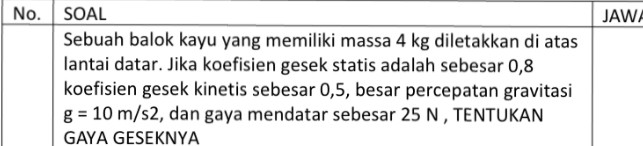 No. SOAL JAWA
Sebuah balok kayu yang memiliki massa 4 kg diletakkan di atas
lantai datar. Jika koefisien gesek statis adalah sebesar 0,8
koefisien gesek kinetis sebesar 0,5, besar percepatan gravitasi
g = 10 m/s2, dan gaya mendatar sebesar 25 N , TENTUKAN
GAYA GESEKNYA